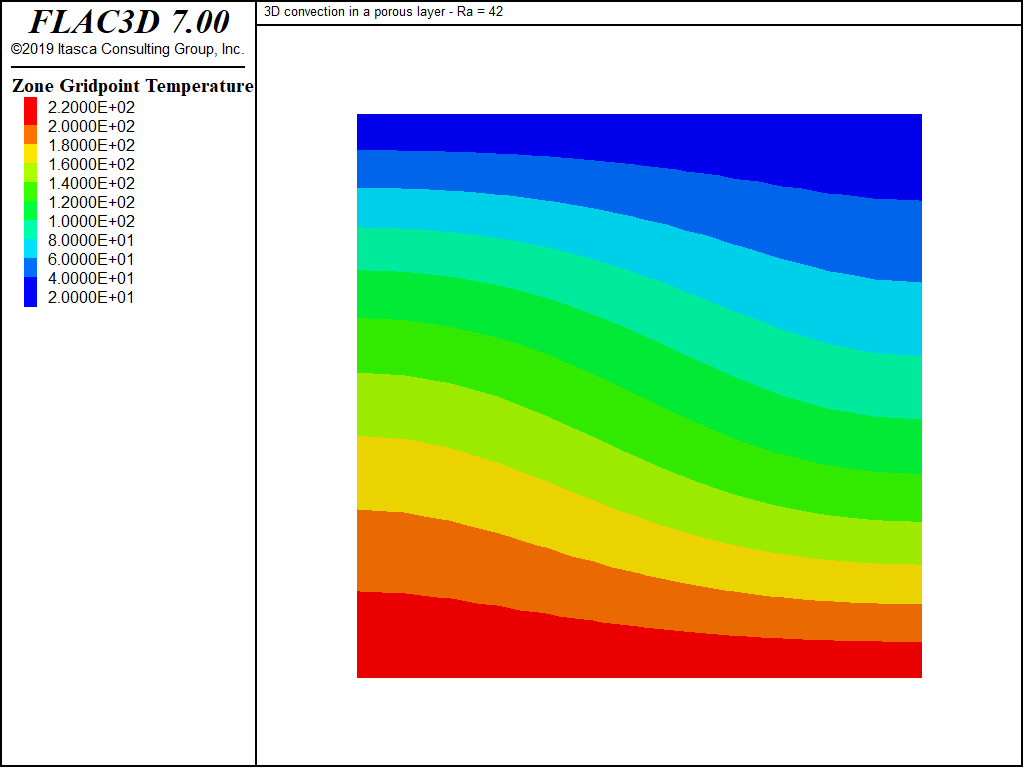 FLAC3D 7.00
©2019 Itasca Consulting Group, Inc.
Zone Gridpoint Temperature
2.2000E+02
2.0000E+02
1.8000E+02
1.6000E+02
1.4000E+02
1.2000E+02
1.0000E+02
8.0000E+01
6.0000E+01
4.0000E+01
2.0000E+01
3D convection in a porous layer - Ra = 42